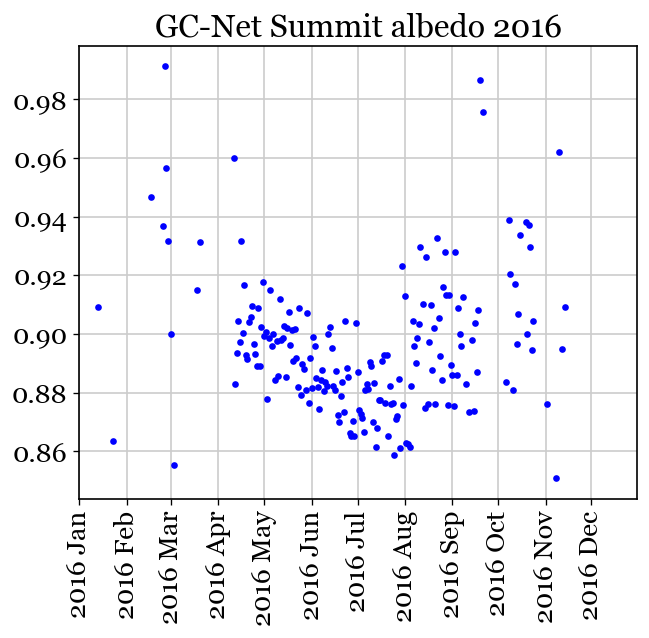 GC-Net Summit albedo 2016
0.98
0.96
0.94
0.92
0.90
0.88
0.86
2016 Jan
2016 Feb
2016 Mar
2016 Apr
2016 May
2016 Jun
2016 Jul
2016 Aug
2016 Sep
2016 Oct
2016 Nov
2016 Dec